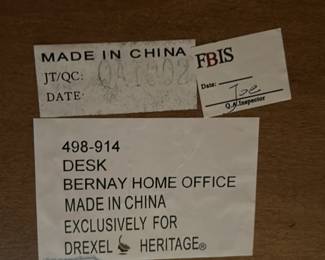 MADE IN CHINA
JT/QC:
DATE:
FBIS
Date:
Joe
Q.A. Inspector
498-914
DESK
BERNAY HOME OFFICE
MADE IN CHINA
EXCLUSIVELY FOR
DREXEL HERITAGE®